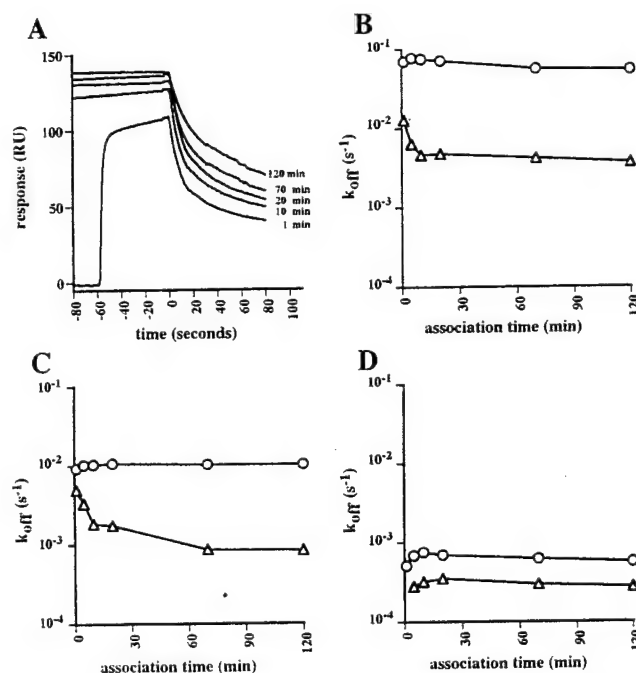 A
150
100
50
0
response (RU)
120 min
70 min
20 min
10 min
1 min
-80
-60
-40
-20
0
20
40
60
80
100
time (seconds)
B
10-1
10-2
10-3
10-4
koff (s-1)
0
30
60
90
120
association time (min)
C
10-1
10-2
10-3
10-4
koff (s-1)
0
30
60
90
120
association time (min)
D
10-1
10-2
10-3
10-4
koff (s-1)
0
30
60
90
120
association time (min)